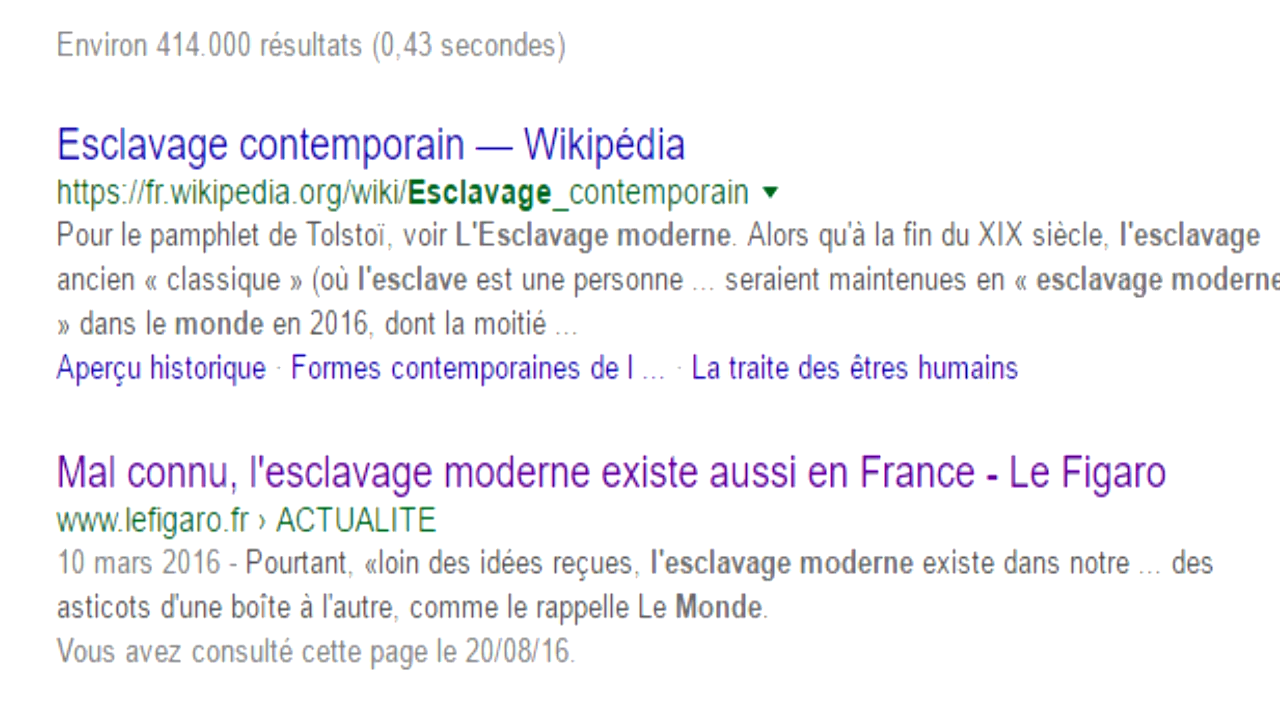 Environ 414.000 résultats (0,43 secondes)
Esclavage contemporain — Wikipédia
https://fr.wikipedia.org/wiki/Esclavage_contemporain
Pour le pamphlet de Tolstoï, voir L'Esclavage moderne. Alors qu'à la fin du XIX siècle, l'esclavage
ancien « classique » (où l'esclave est une personne ... seraient maintenues en « esclavage moderne
» dans le monde en 2016, dont la moitié ...
Aperçu historique · Formes contemporaines de l ... · La traite des êtres humains
Mal connu, l'esclavage moderne existe aussi en France - Le Figaro
www.lefigaro.fr › ACTUALITE
10 mars 2016 - Pourtant, «loin des idées reçues, l'esclavage moderne existe dans notre ... des
asticots d'une boîte à l'autre, comme le rappelle Le Monde.
Vous avez consulté cette page le 20/08/16.